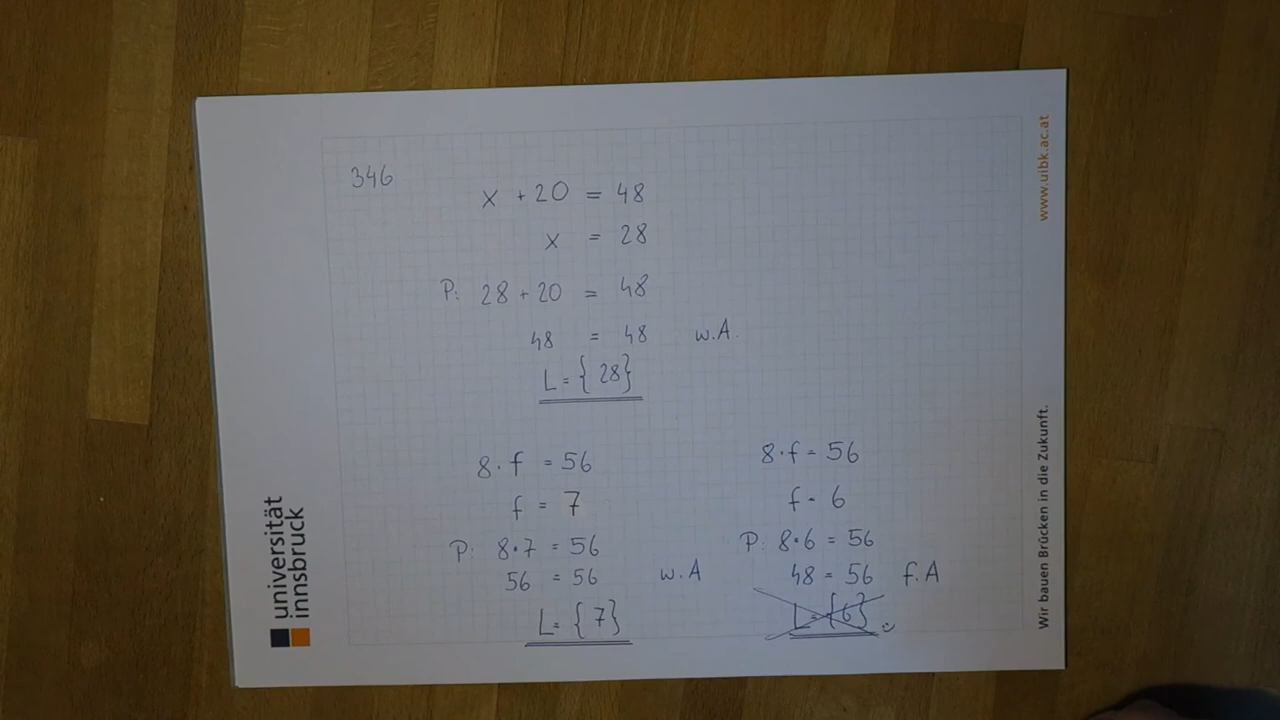 346
x + 20 = 48
x = 28
P: 28 + 20 = 48
48 = 48 w.A.
L = {28}
8 · f = 56
f = 7
P: 8 · 7 = 56
56 = 56 w.A
L = {7}
8 · f = 56
f = 6
P: 8 · 6 = 56
48 = 56 f.A
L = {6}
universität
innsbruck
www.uibk.ac.at
Wir bauen Brücken in die Zukunft.